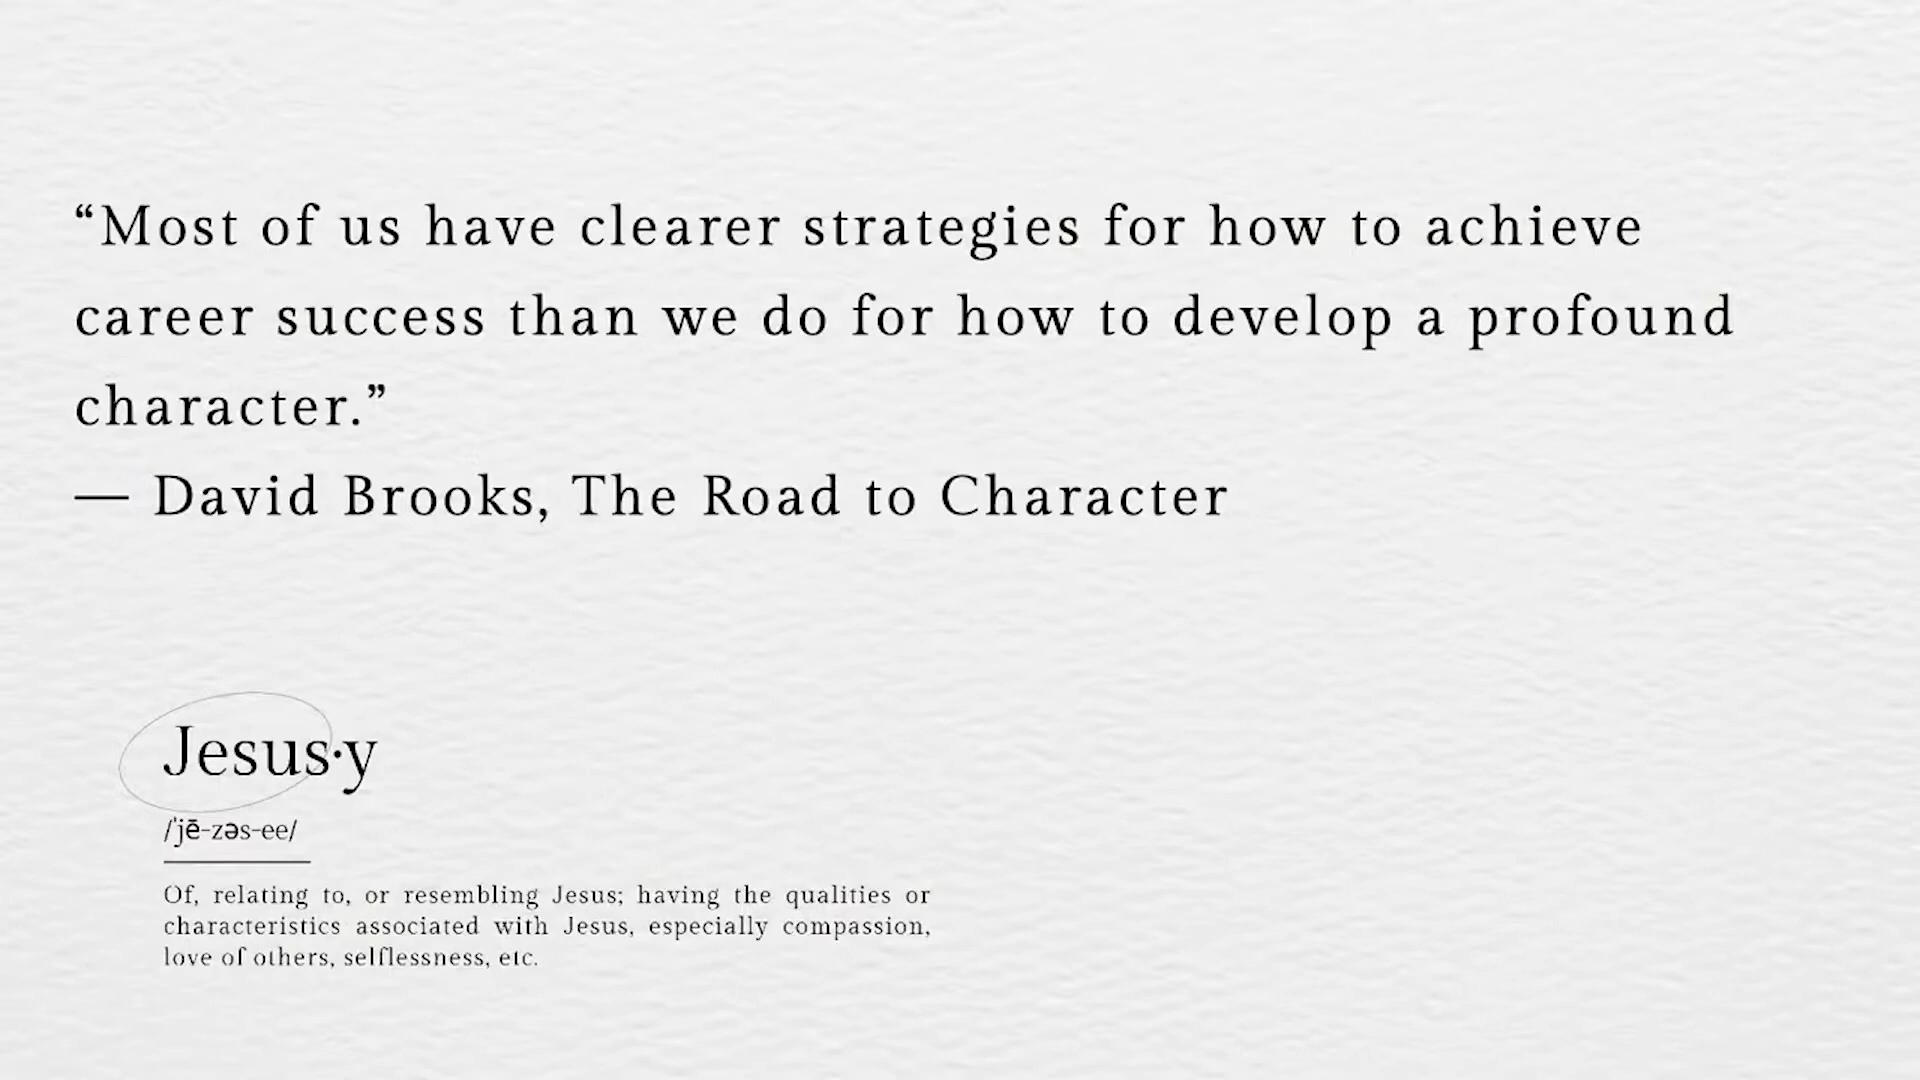 “Most of us have clearer strategies for how to achieve
career success than we do for how to develop a profound
character.”
— David Brooks, The Road to Character
Jesus·y
/ˈjē-zəs-ee/
Of, relating to, or resembling Jesus; having the qualities or
characteristics associated with Jesus, especially compassion,
love of others, selflessness, etc.